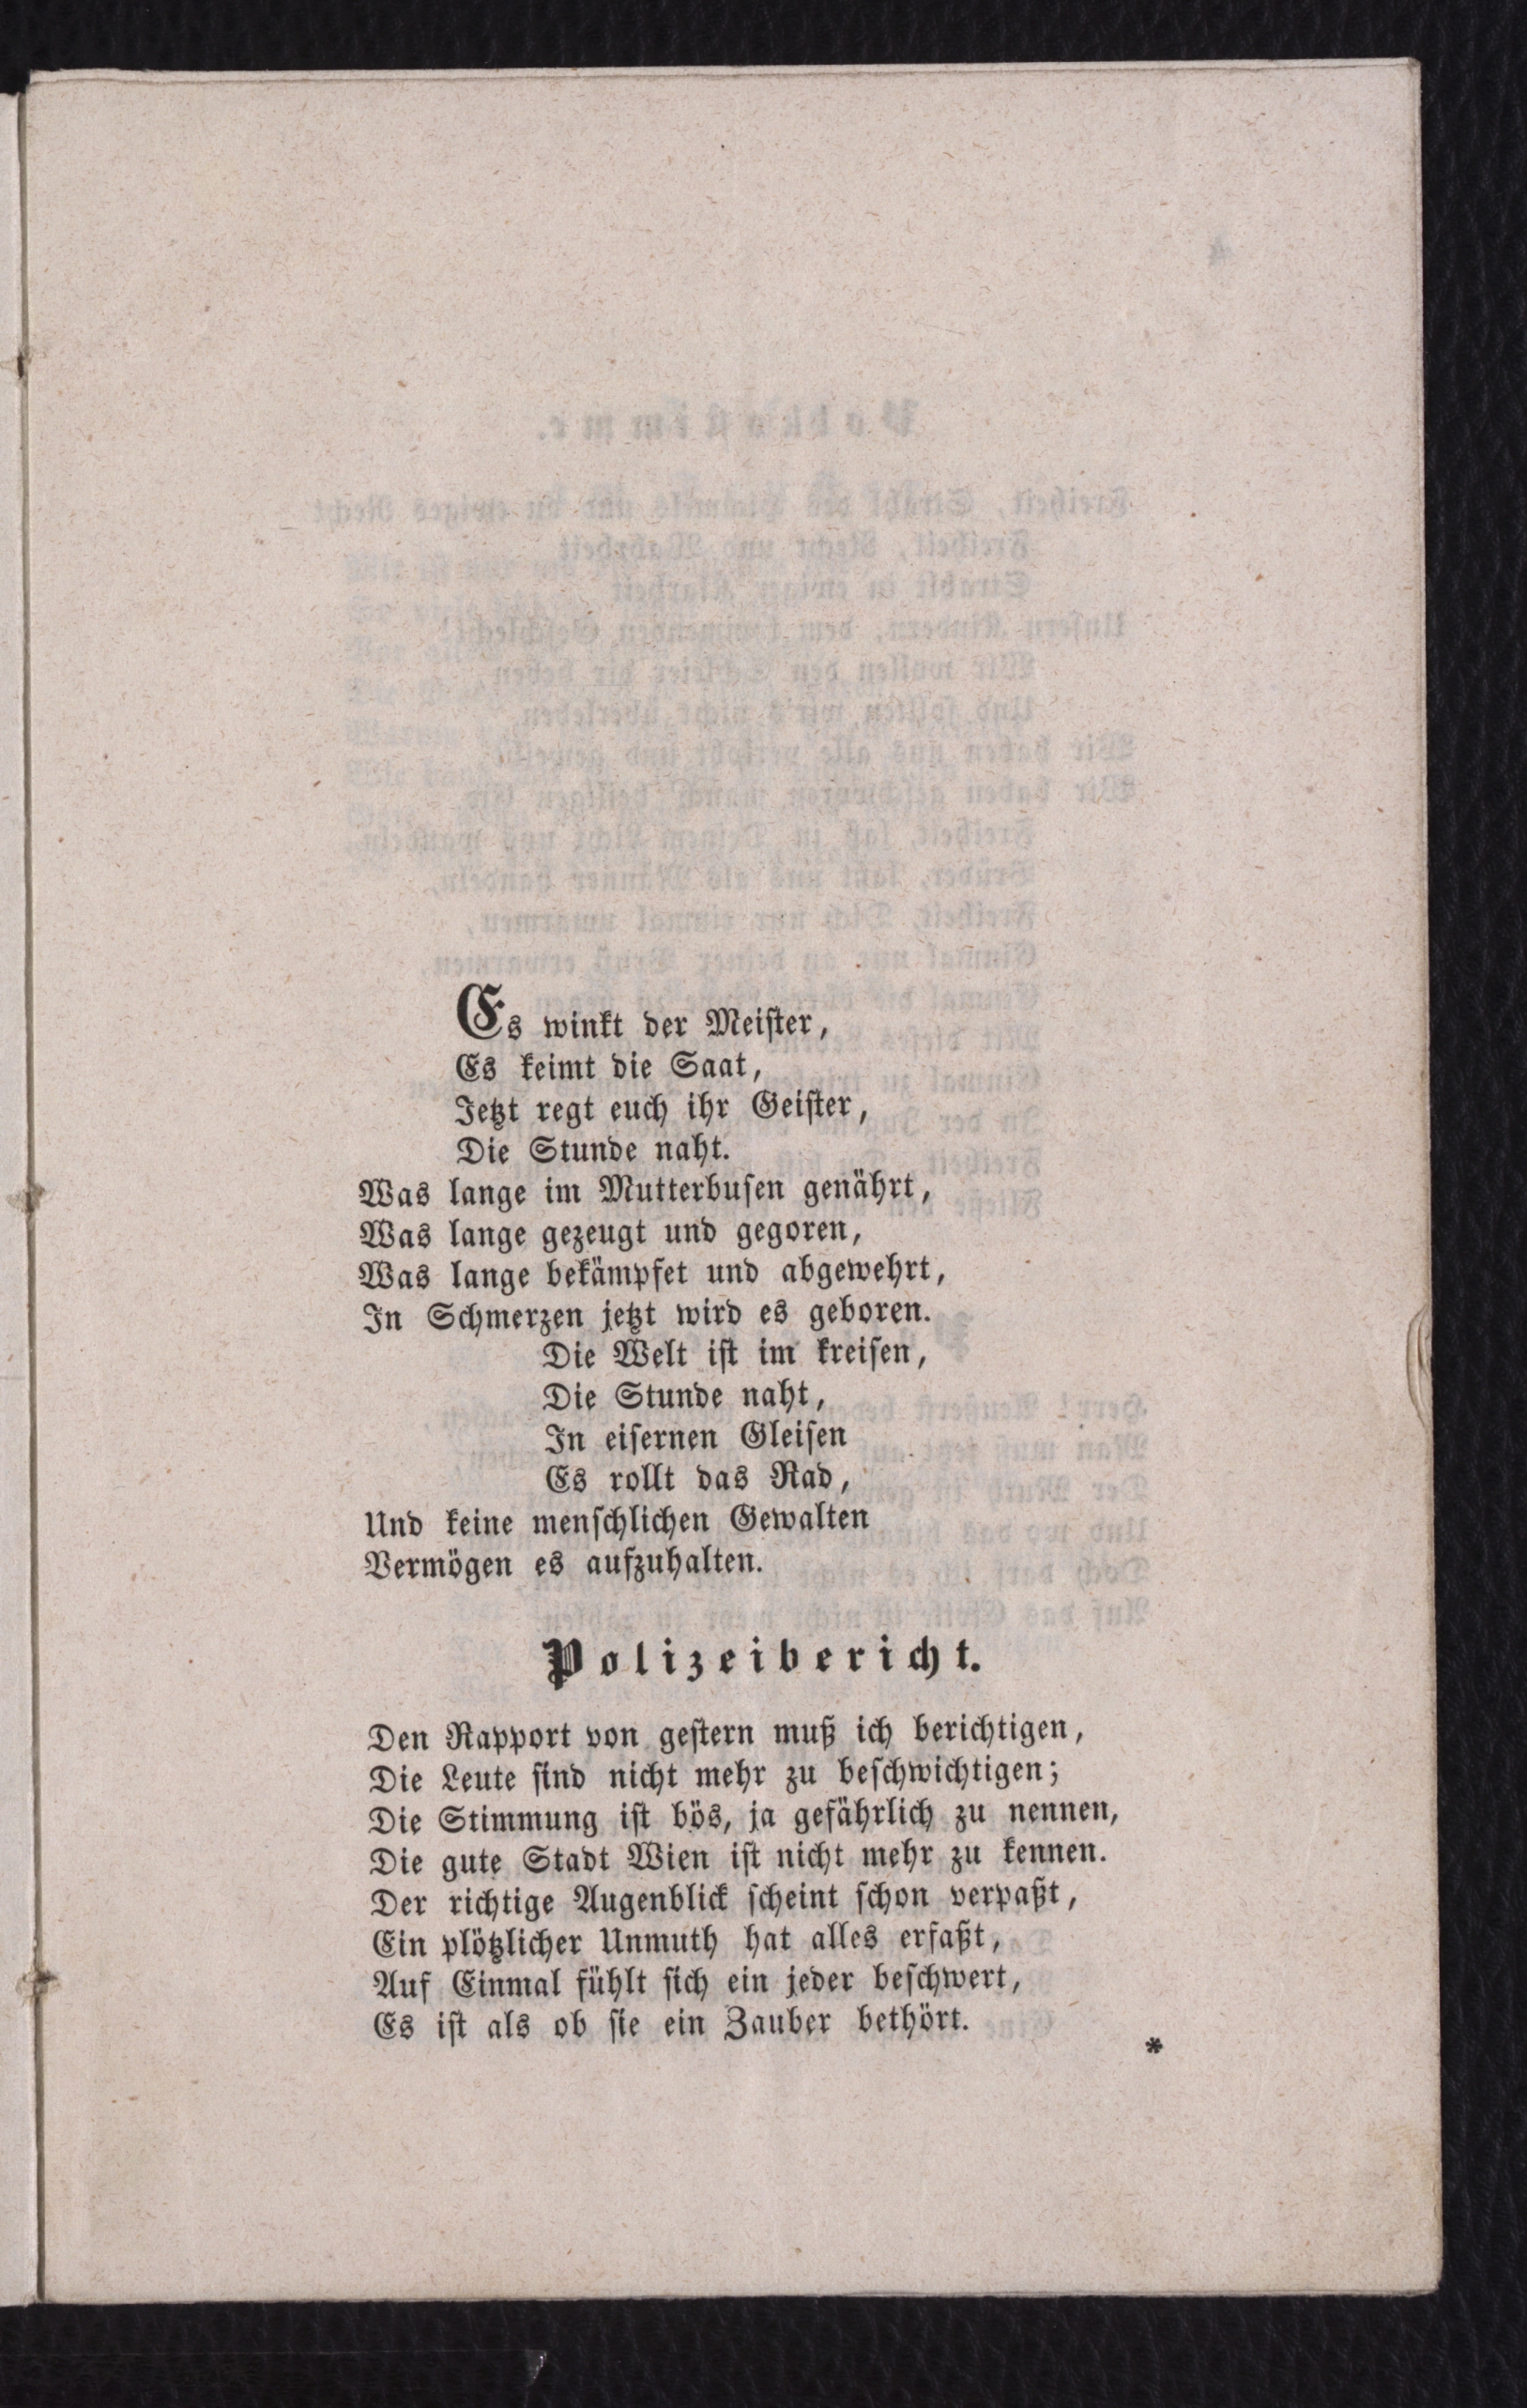 Es winkt der Meister,
Es keimt die Saat,
Jetzt regt euch ihr Geister,
Die Stunde naht.
Was lange im Mutterbusen genährt,
Was lange gezeugt und gegoren,
Was lange bekämpfet und abgewehrt,
In Schmerzen jetzt wird es geboren.
Die Welt ist im kreisen,
Die Stunde naht,
In eisernen Gleisen
Es rollt das Rad,
Und keine menschlichen Gewalten
Vermögen es aufzuhalten.
Polizeibericht.
Den Rapport von gestern muß ich berichtigen,
Die Leute sind nicht mehr zu beschwichtigen;
Die Stimmung ist bös, ja gefährlich zu nennen,
Die gute Stadt Wien ist nicht mehr zu kennen.
Der richtige Augenblick scheint schon verpaßt,
Ein plötzlicher Unmuth hat alles erfaßt,
Auf Einmal fühlt sich ein jeder beschwert,
Es ist als ob sie ein Zauber bethört.
*